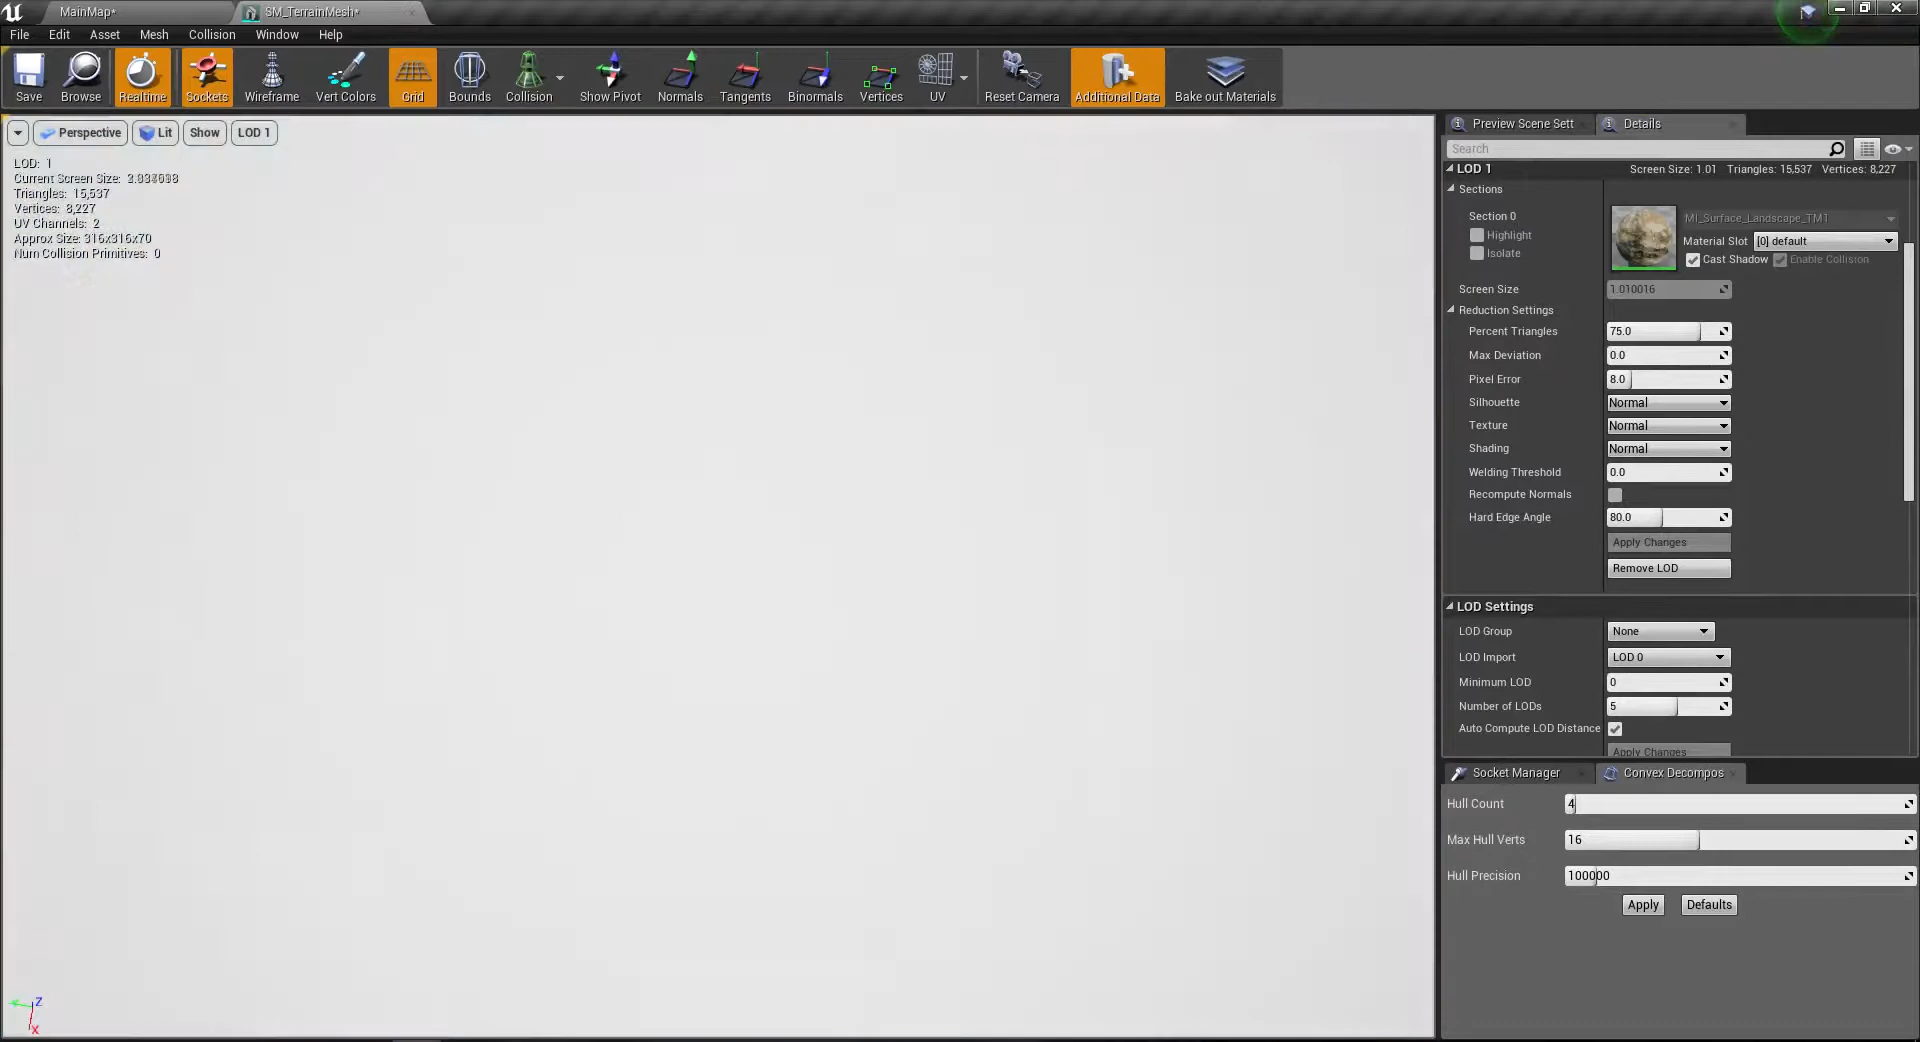 MainMap*
SM_TerrainMesh*
File Edit Asset Mesh Collision Window Help
Save Browse Realtime Sockets Wireframe Vert Colors Grid Bounds Collision Show Pivot Normals Tangents Binormals Vertices UV Reset Camera Additional Data Bake out Materials
Perspective Lit Show LOD 1
LOD: 1
Current Screen Size:
Triangles: 15,537
Vertices: 8,227
UV Channels: 2
Approx Size: 316x316x70
Num Collision Primitives: 0
Z
X
Preview Scene Sett
Details
Search
LOD 1 Screen Size: 1.01 Triangles: 15,537 Vertices: 8,227
Sections
Section 0
Highlight
Isolate
MI_Surface_Landscape_TM1
Material Slot [0] default
Cast Shadow Enable Collision
Screen Size 1.010016
Reduction Settings
Percent Triangles 75.0
Max Deviation 0.0
Pixel Error 8.0
Silhouette Normal
Texture Normal
Shading Normal
Welding Threshold 0.0
Recompute Normals
Hard Edge Angle 80.0
Apply Changes
Remove LOD
LOD Settings
LOD Group None
LOD Import LOD 0
Minimum LOD 0
Number of LODs 5
Auto Compute LOD Distance
Apply Changes
Socket Manager
Convex Decompos
Hull Count 4
Max Hull Verts 16
Hull Precision 100000
Apply Defaults